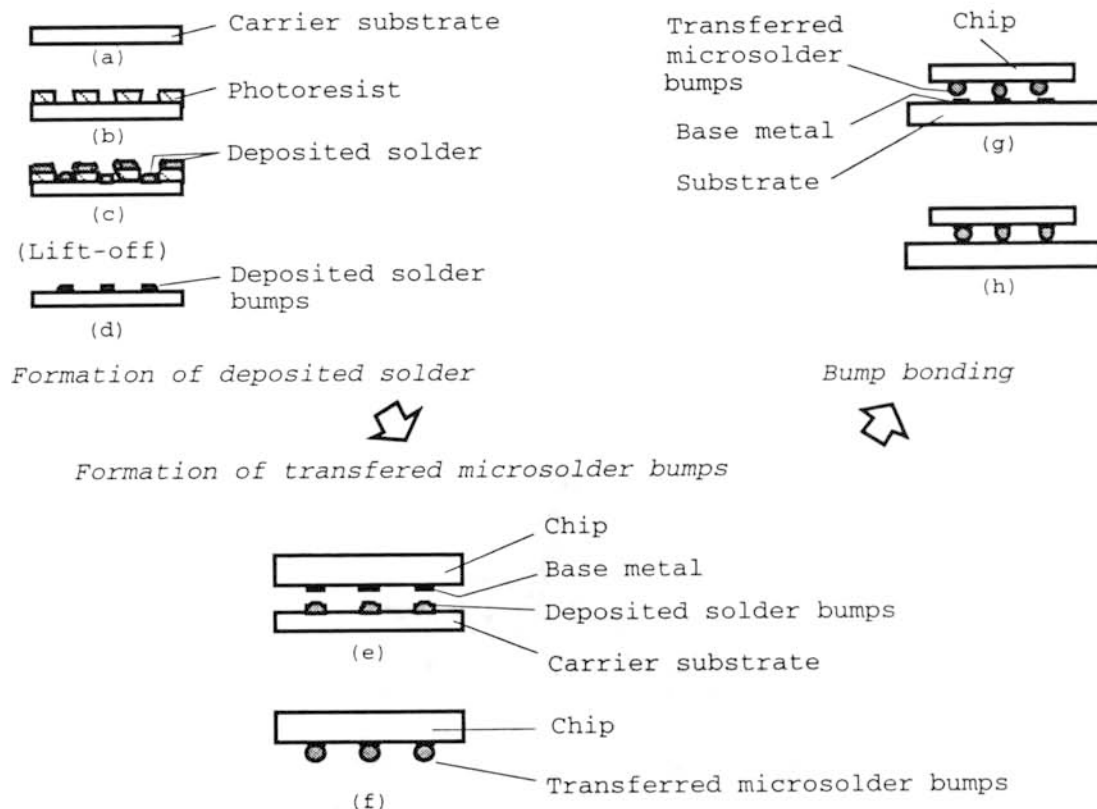 Carrier substrate
(a)
Photoresist
(b)
Deposited solder
(c)
(Lift-off)
Deposited solder
bumps
(d)
Formation of deposited solder
Transferred
microsolder
bumps
Chip
Base metal
(g)
Substrate
(h)
Bump bonding
Formation of transfered microsolder bumps
Chip
Base metal
Deposited solder bumps
(e)
Carrier substrate
Chip
Transferred microsolder bumps
(f)